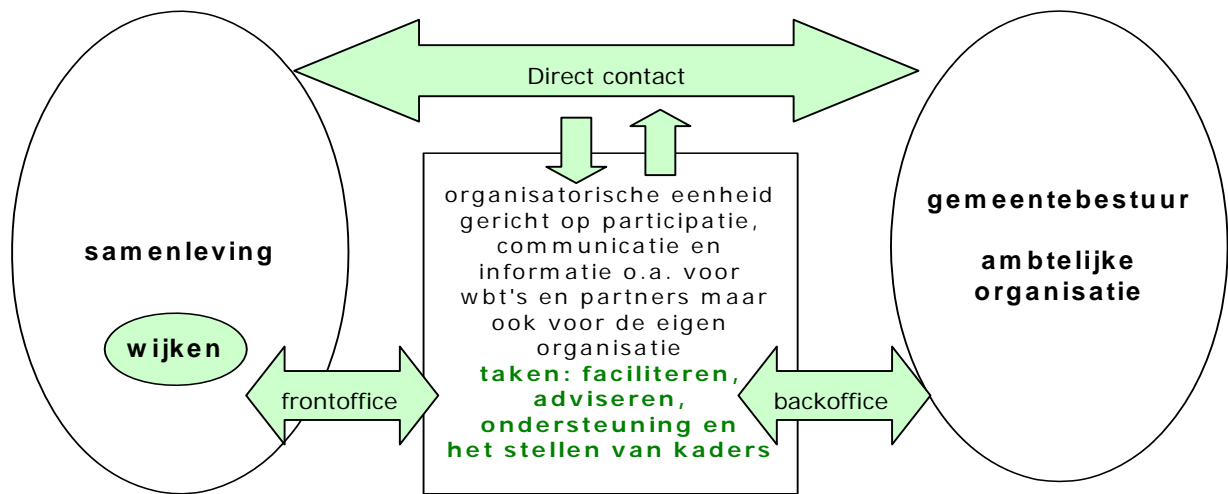 Direct contact
samenleving
wijken
frontoffice
organisatorische eenheid
gericht op participatie,
communicatie en
informatie o.a. voor
wbt's en partners maar
ook voor de eigen
organisatie
taken: faciliteren,
adviseren,
ondersteuning en
het stellen van kaders
backoffice
gemeentebestuur
ambtelijke
organisatie